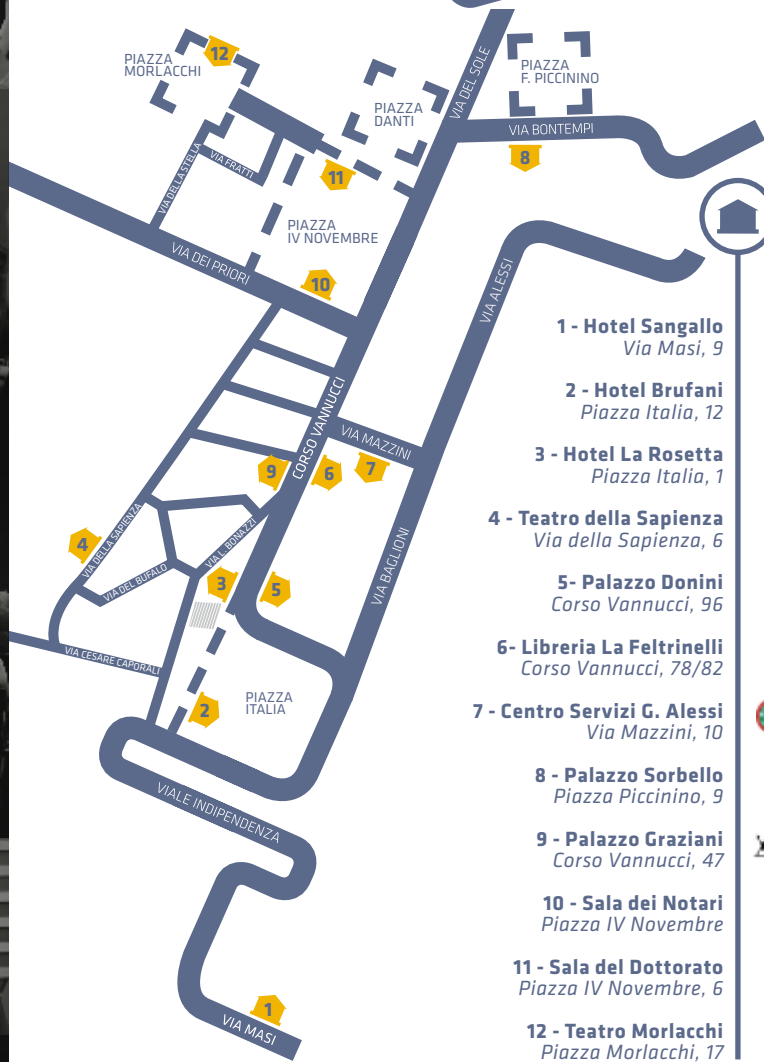 12
PIAZZA
MORLACCHI
PIAZZA
F. PICCININO
VIA DEL SOLE
PIAZZA
DANTI
VIA BONTEMPI
8
VIA FRATTI
VIA DELLA STELLA
11
PIAZZA
IV NOVEMBRE
VIA DEI PRIORI
10
VIA ALESSI
CORSO VANNUCCI
VIA MAZZINI
9
6
7
4
VIA DELLA SAPIENZA
VIA L. BONAZZI
VIA DEL BUFALO
3
5
VIA BAGLIONI
VIA CESARE CAPORALI
2
PIAZZA
ITALIA
VIALE INDIPENDENZA
1
VIA MASI
1 - Hotel Sangallo
Via Masi, 9
2 - Hotel Brufani
Piazza Italia, 12
3 - Hotel La Rosetta
Piazza Italia, 1
4 - Teatro della Sapienza
Via della Sapienza, 6
5- Palazzo Donini
Corso Vannucci, 96
6- Libreria La Feltrinelli
Corso Vannucci, 78/82
7 - Centro Servizi G. Alessi
Via Mazzini, 10
8 - Palazzo Sorbello
Piazza Piccinino, 9
9 - Palazzo Graziani
Corso Vannucci, 47
10 - Sala dei Notari
Piazza IV Novembre
11 - Sala del Dottorato
Piazza IV Novembre, 6
12 - Teatro Morlacchi
Piazza Morlacchi, 17